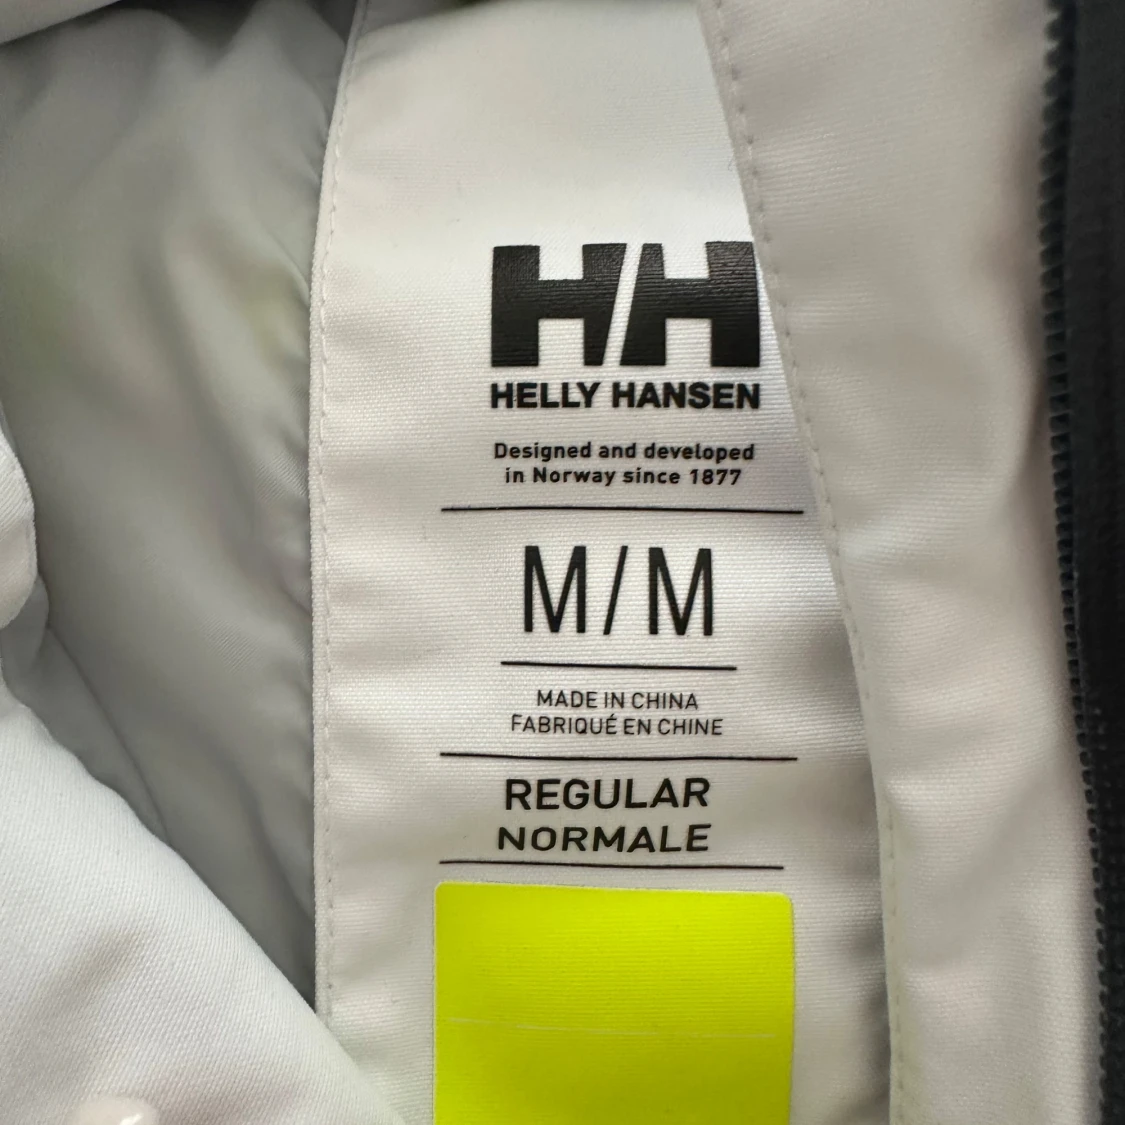 HH
HELLY HANSEN
Designed and developed
in Norway since 1877
M/M
MADE IN CHINA
FABRIQUÉ EN CHINE
REGULAR
NORMALE